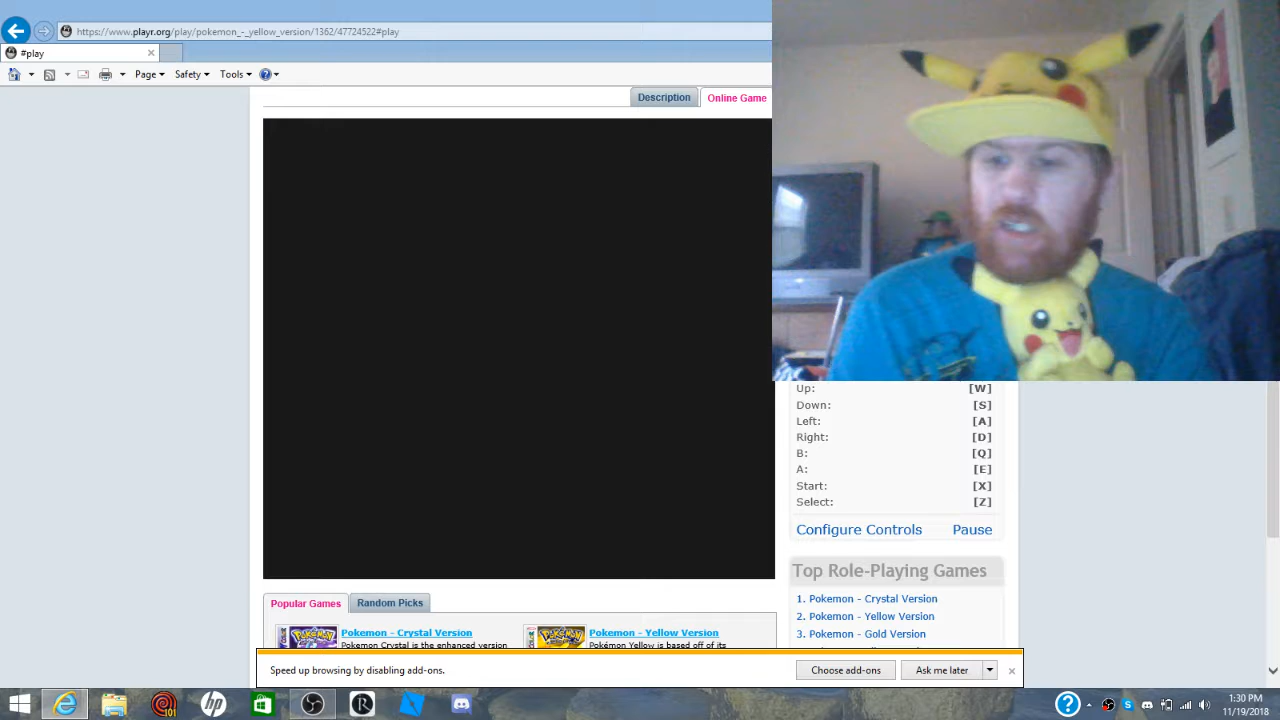 https://www.playr.org/play/pokemon_-_yellow_version/1362/47724522#play
#play
Page
Safety
Tools
Description
Online Game
Up: [W]
Down: [S]
Left: [A]
Right: [D]
B: [Q]
A: [E]
Start: [X]
Select: [Z]
Configure Controls Pause
Top Role-Playing Games
1. Pokemon - Crystal Version
2. Pokemon - Yellow Version
3. Pokemon - Gold Version
Popular Games
Random Picks
Pokemon - Crystal Version
Pokemon Crystal is the enhanced version
Pokemon - Yellow Version
Pokémon Yellow is based off of its
Speed up browsing by disabling add-ons.
Choose add-ons
Ask me later
101
hp
R
1:30 PM
11/19/2018